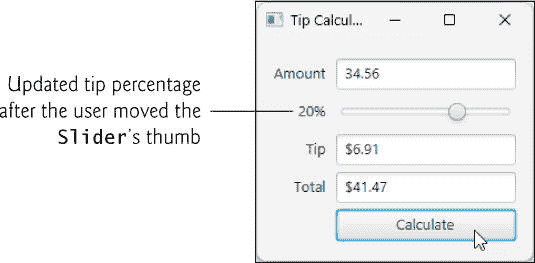 Tip Calcul...
Updated tip percentage
after the user moved the
Slider's thumb
Amount 34.56
20%
Tip $6.91
Total $41.47
Calculate